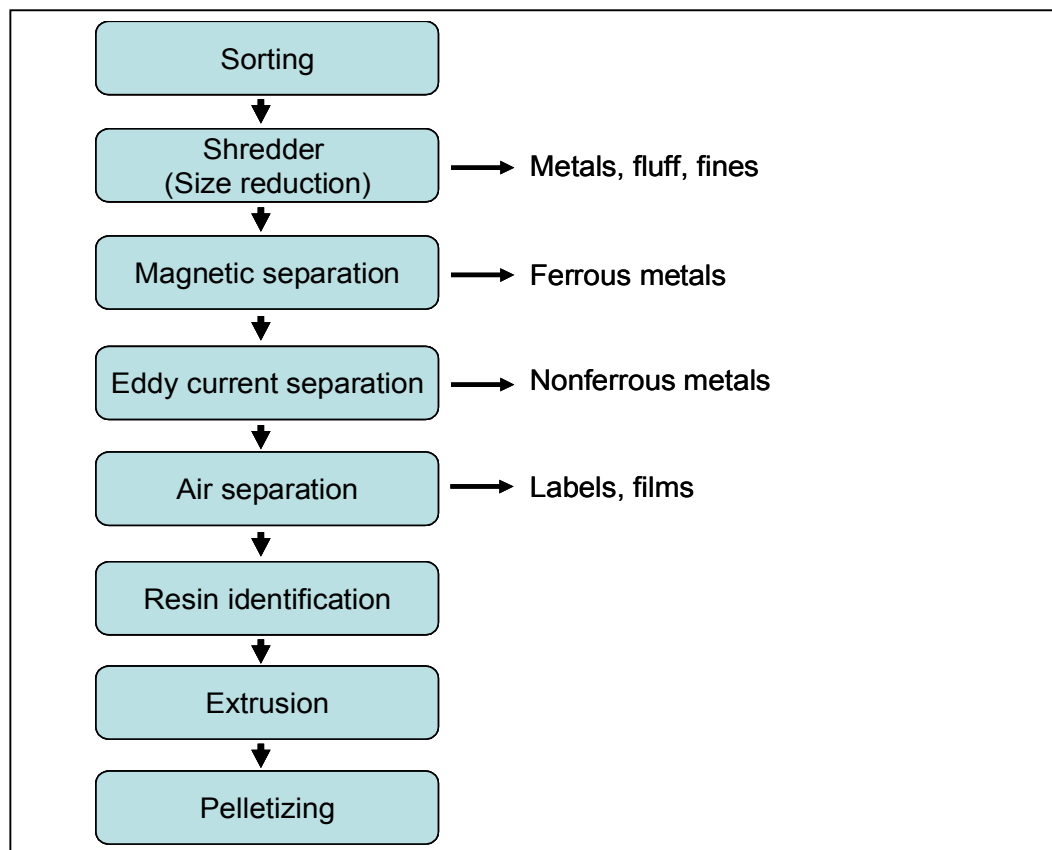 Sorting
Shredder
(Size reduction)
Metals, fluff, fines
Magnetic separation
Ferrous metals
Eddy current separation
Nonferrous metals
Air separation
Labels, films
Resin identification
Extrusion
Pelletizing